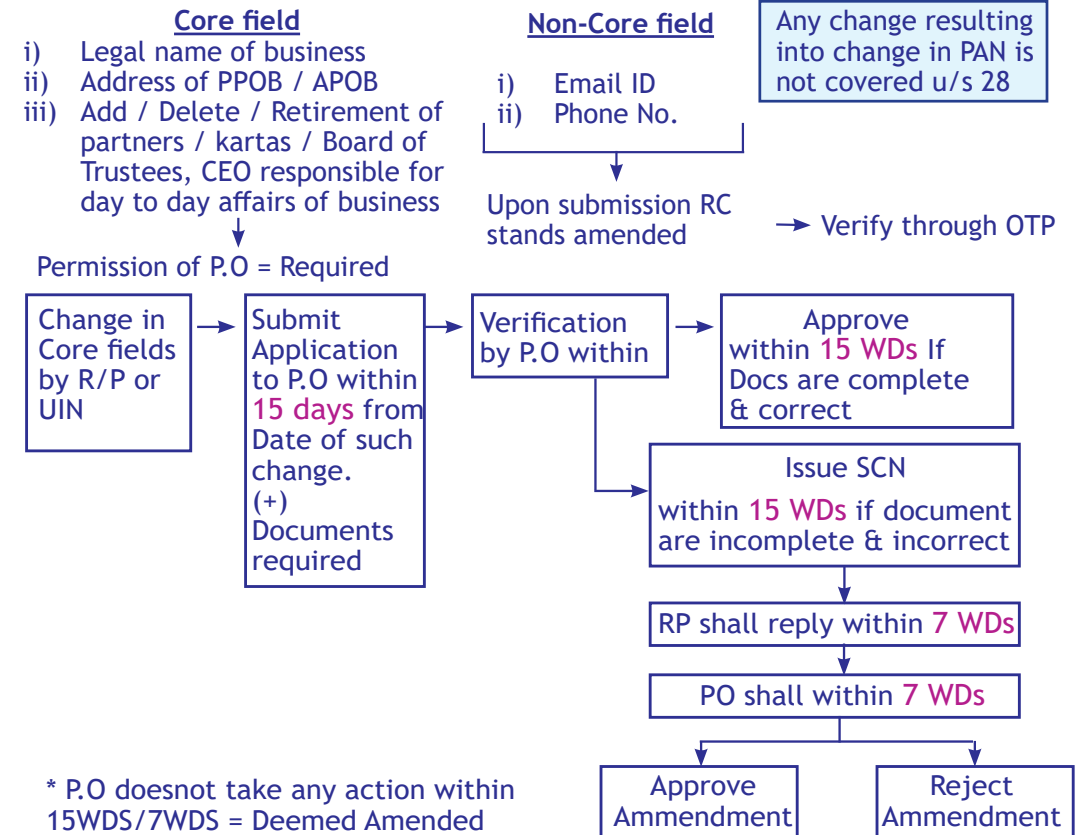 Core field
i) Legal name of business
ii) Address of PPOB / APOB
iii) Add / Delete / Retirement of
partners / kartas / Board of
Trustees, CEO responsible for
day to day affairs of business
Permission of P.O = Required
Non-Core field
i) Email ID
ii) Phone No.
Upon submission RC
stands amended
Verify through OTP
Any change resulting
into change in PAN is
not covered u/s 28
Change in
Core fields
by R/P or
UIN
Submit
Application
to P.O within
15 days from
Date of such
change.
(+)
Documents
required
Verification
by P.O within
Approve
within 15 WDs If
Docs are complete
& correct
Issue SCN
within 15 WDs if document
are incomplete & incorrect
RP shall reply within 7 WDs
PO shall within 7 WDs
Approve
Ammendment
Reject
Ammendment
* P.O doesnot take any action within
15WDS/7WDS = Deemed Amended